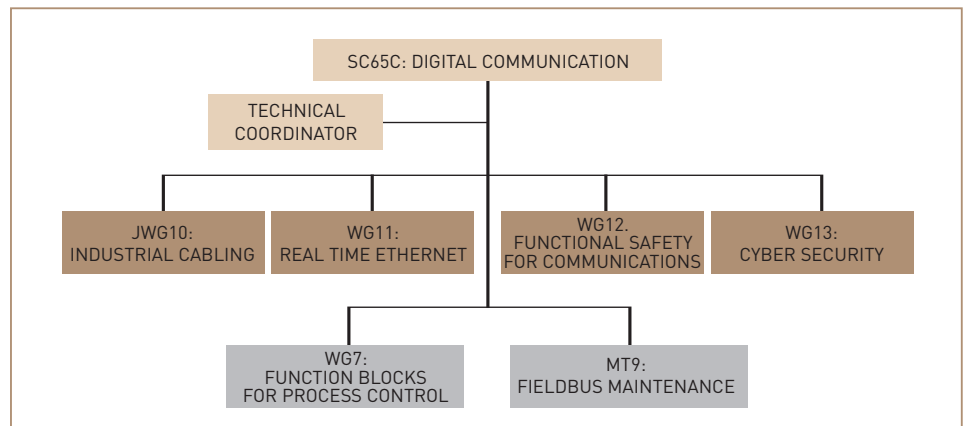 SC65C: DIGITAL COMMUNICATION
TECHNICAL
COORDINATOR
JWG10:
INDUSTRIAL CABLING
WG11:
REAL TIME ETHERNET
WG12.
FUNCTIONAL SAFETY
FOR COMMUNICATIONS
WG13:
CYBER SECURITY
WG7:
FUNCTION BLOCKS
FOR PROCESS CONTROL
MT9:
FIELDBUS MAINTENANCE